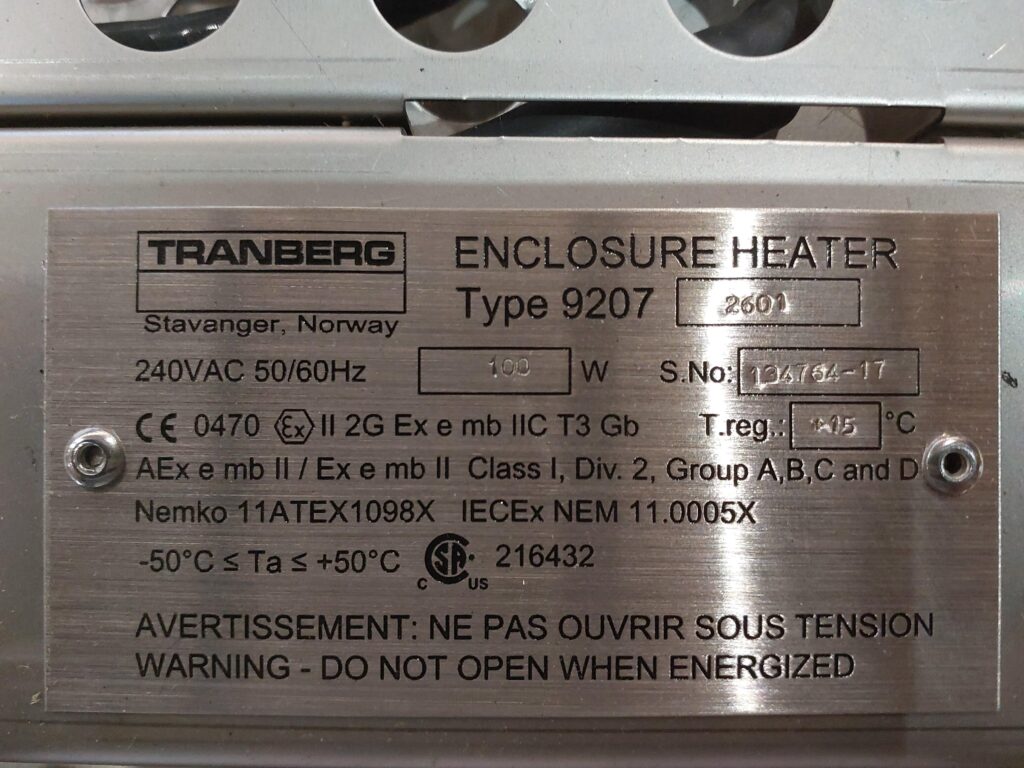 TRANBERG
Stavanger, Norway
ENCLOSURE HEATER
Type 9207 2601
240VAC 50/60Hz 100 W S.No: 134764-17
CE 0470 Ex II 2G Ex e mb IIC T3 Gb T.reg.: +15 °C
AEx e mb II / Ex e mb II Class I, Div. 2, Group A,B,C and D
Nemko 11ATEX1098X IECEx NEM 11.0005X
-50°C ≤ Ta ≤ +50°C C SA US 216432
AVERTISSEMENT: NE PAS OUVRIR SOUS TENSION
WARNING - DO NOT OPEN WHEN ENERGIZED